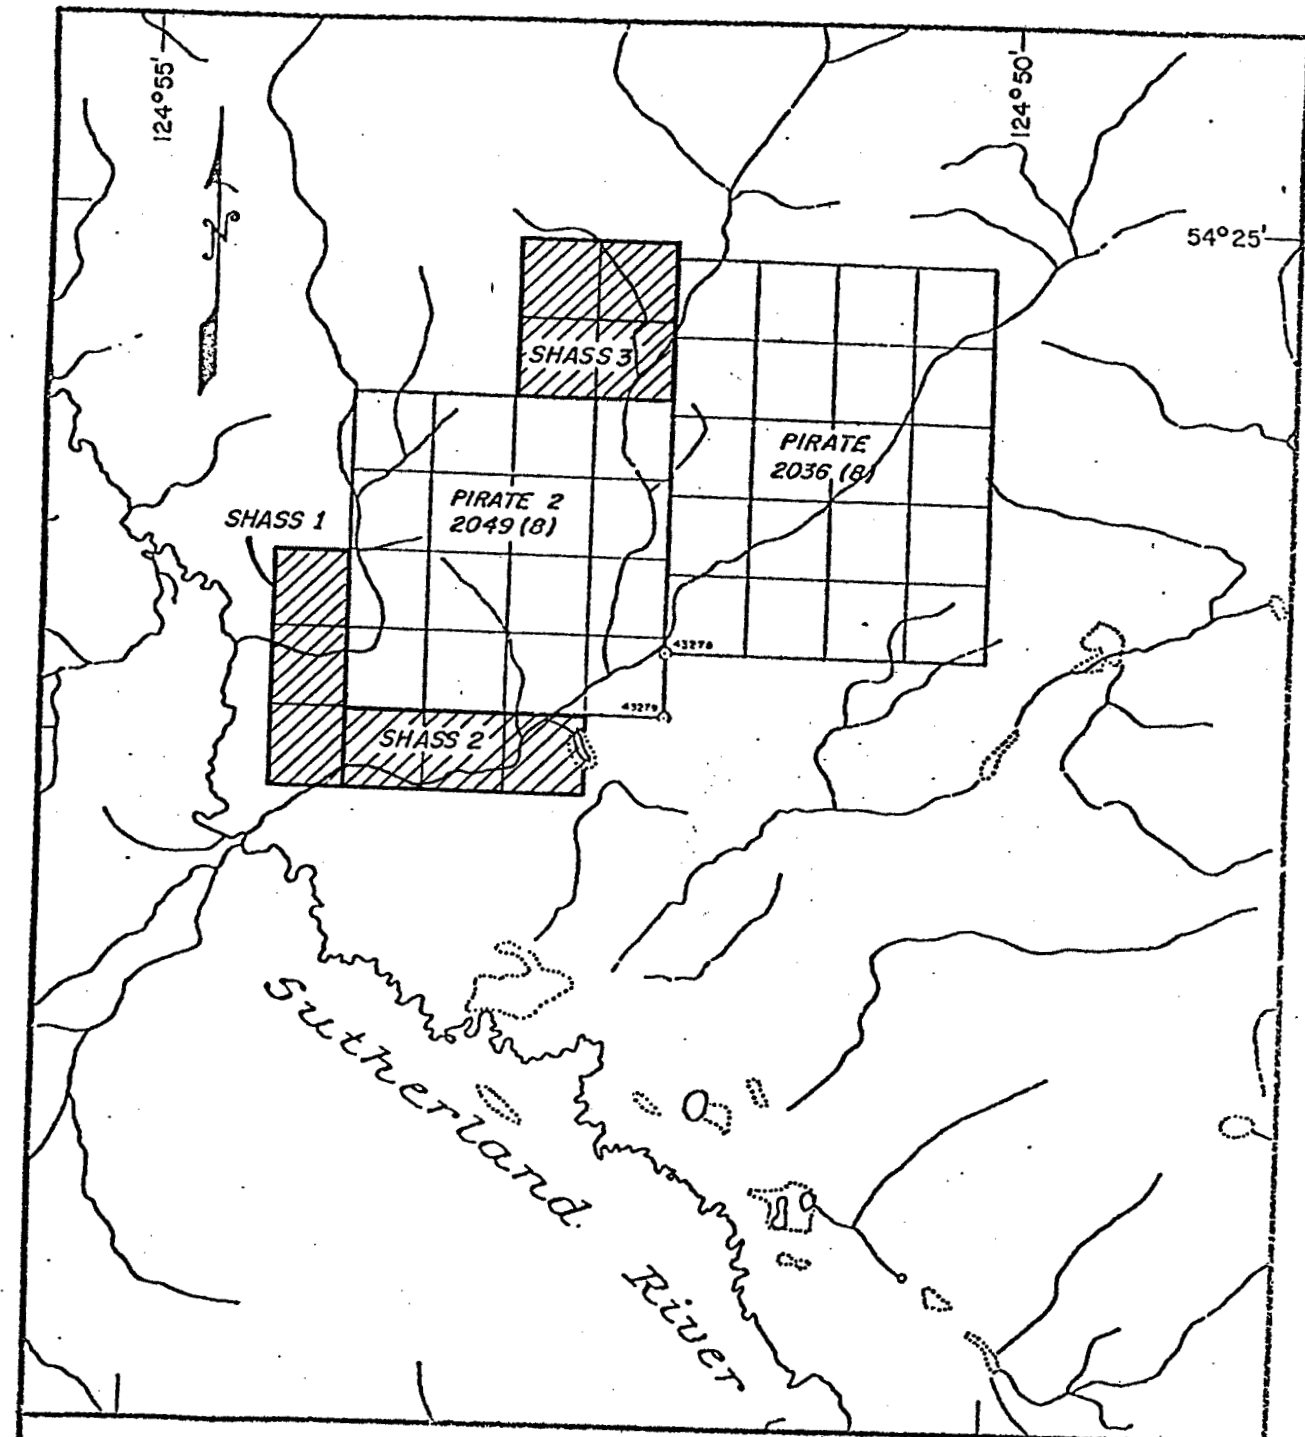 124°55'
124°50'
N
54°25'
SHASS 3
PIRATE
2036 (8)
PIRATE 2
2049 (8)
SHASS 1
43278
43279
SHASS 2
Sutherland
River